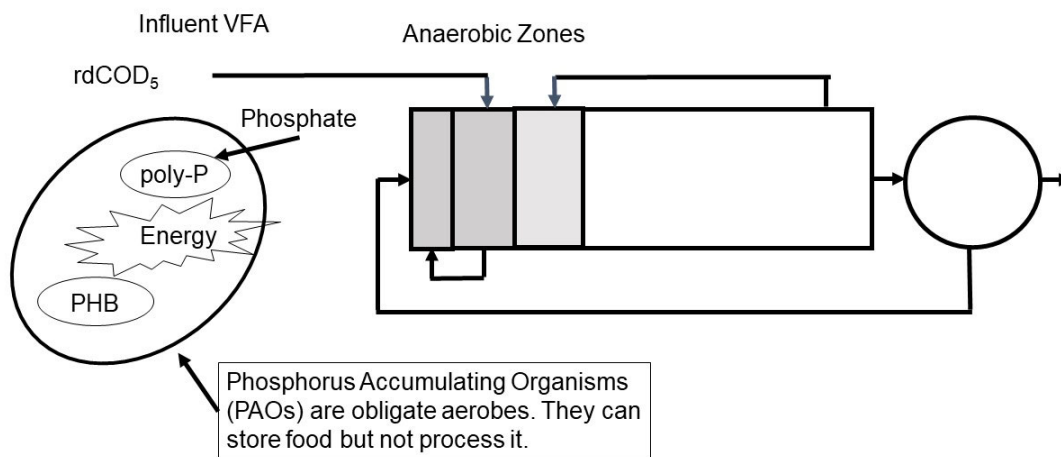 Influent VFA
Anaerobic Zones
rdCOD₅
Phosphate
poly-P
Energy
PHB
Phosphorus Accumulating Organisms
(PAOs) are obligate aerobes. They can
store food but not process it.